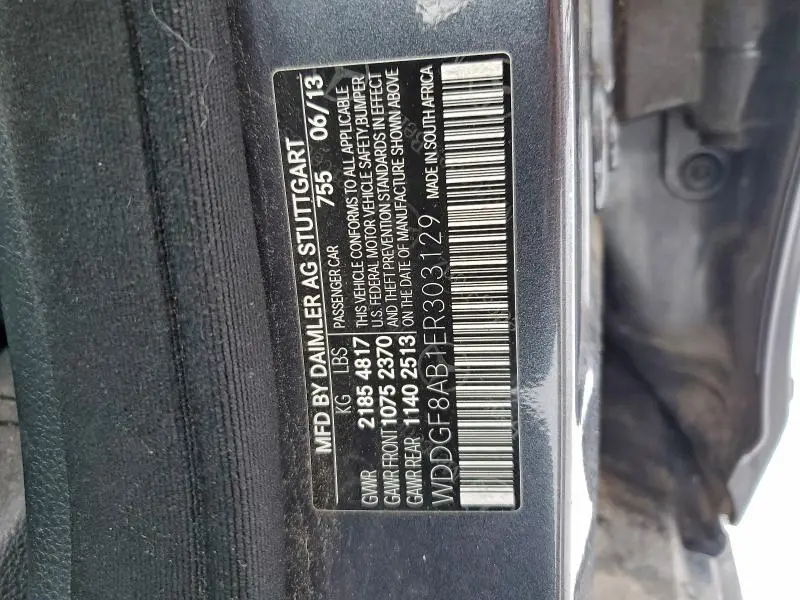 MFD BY DAIMLER AG STUTTGART
755 06/13
KG LBS PASSENGER CAR
GWR 2185 4817
GAWR FRONT 1075 2370
GAWR REAR 1140 2513
THIS VEHICLE CONFORMS TO ALL APPLICABLE
U.S. FEDERAL MOTOR VEHICLE SAFETY, BUMPER
AND THEFT PREVENTION STANDARDS IN EFFECT
ON THE DATE OF MANUFACTURE SHOWN ABOVE
WDDGF8AB1ER303129 MADE IN SOUTH AFRICA